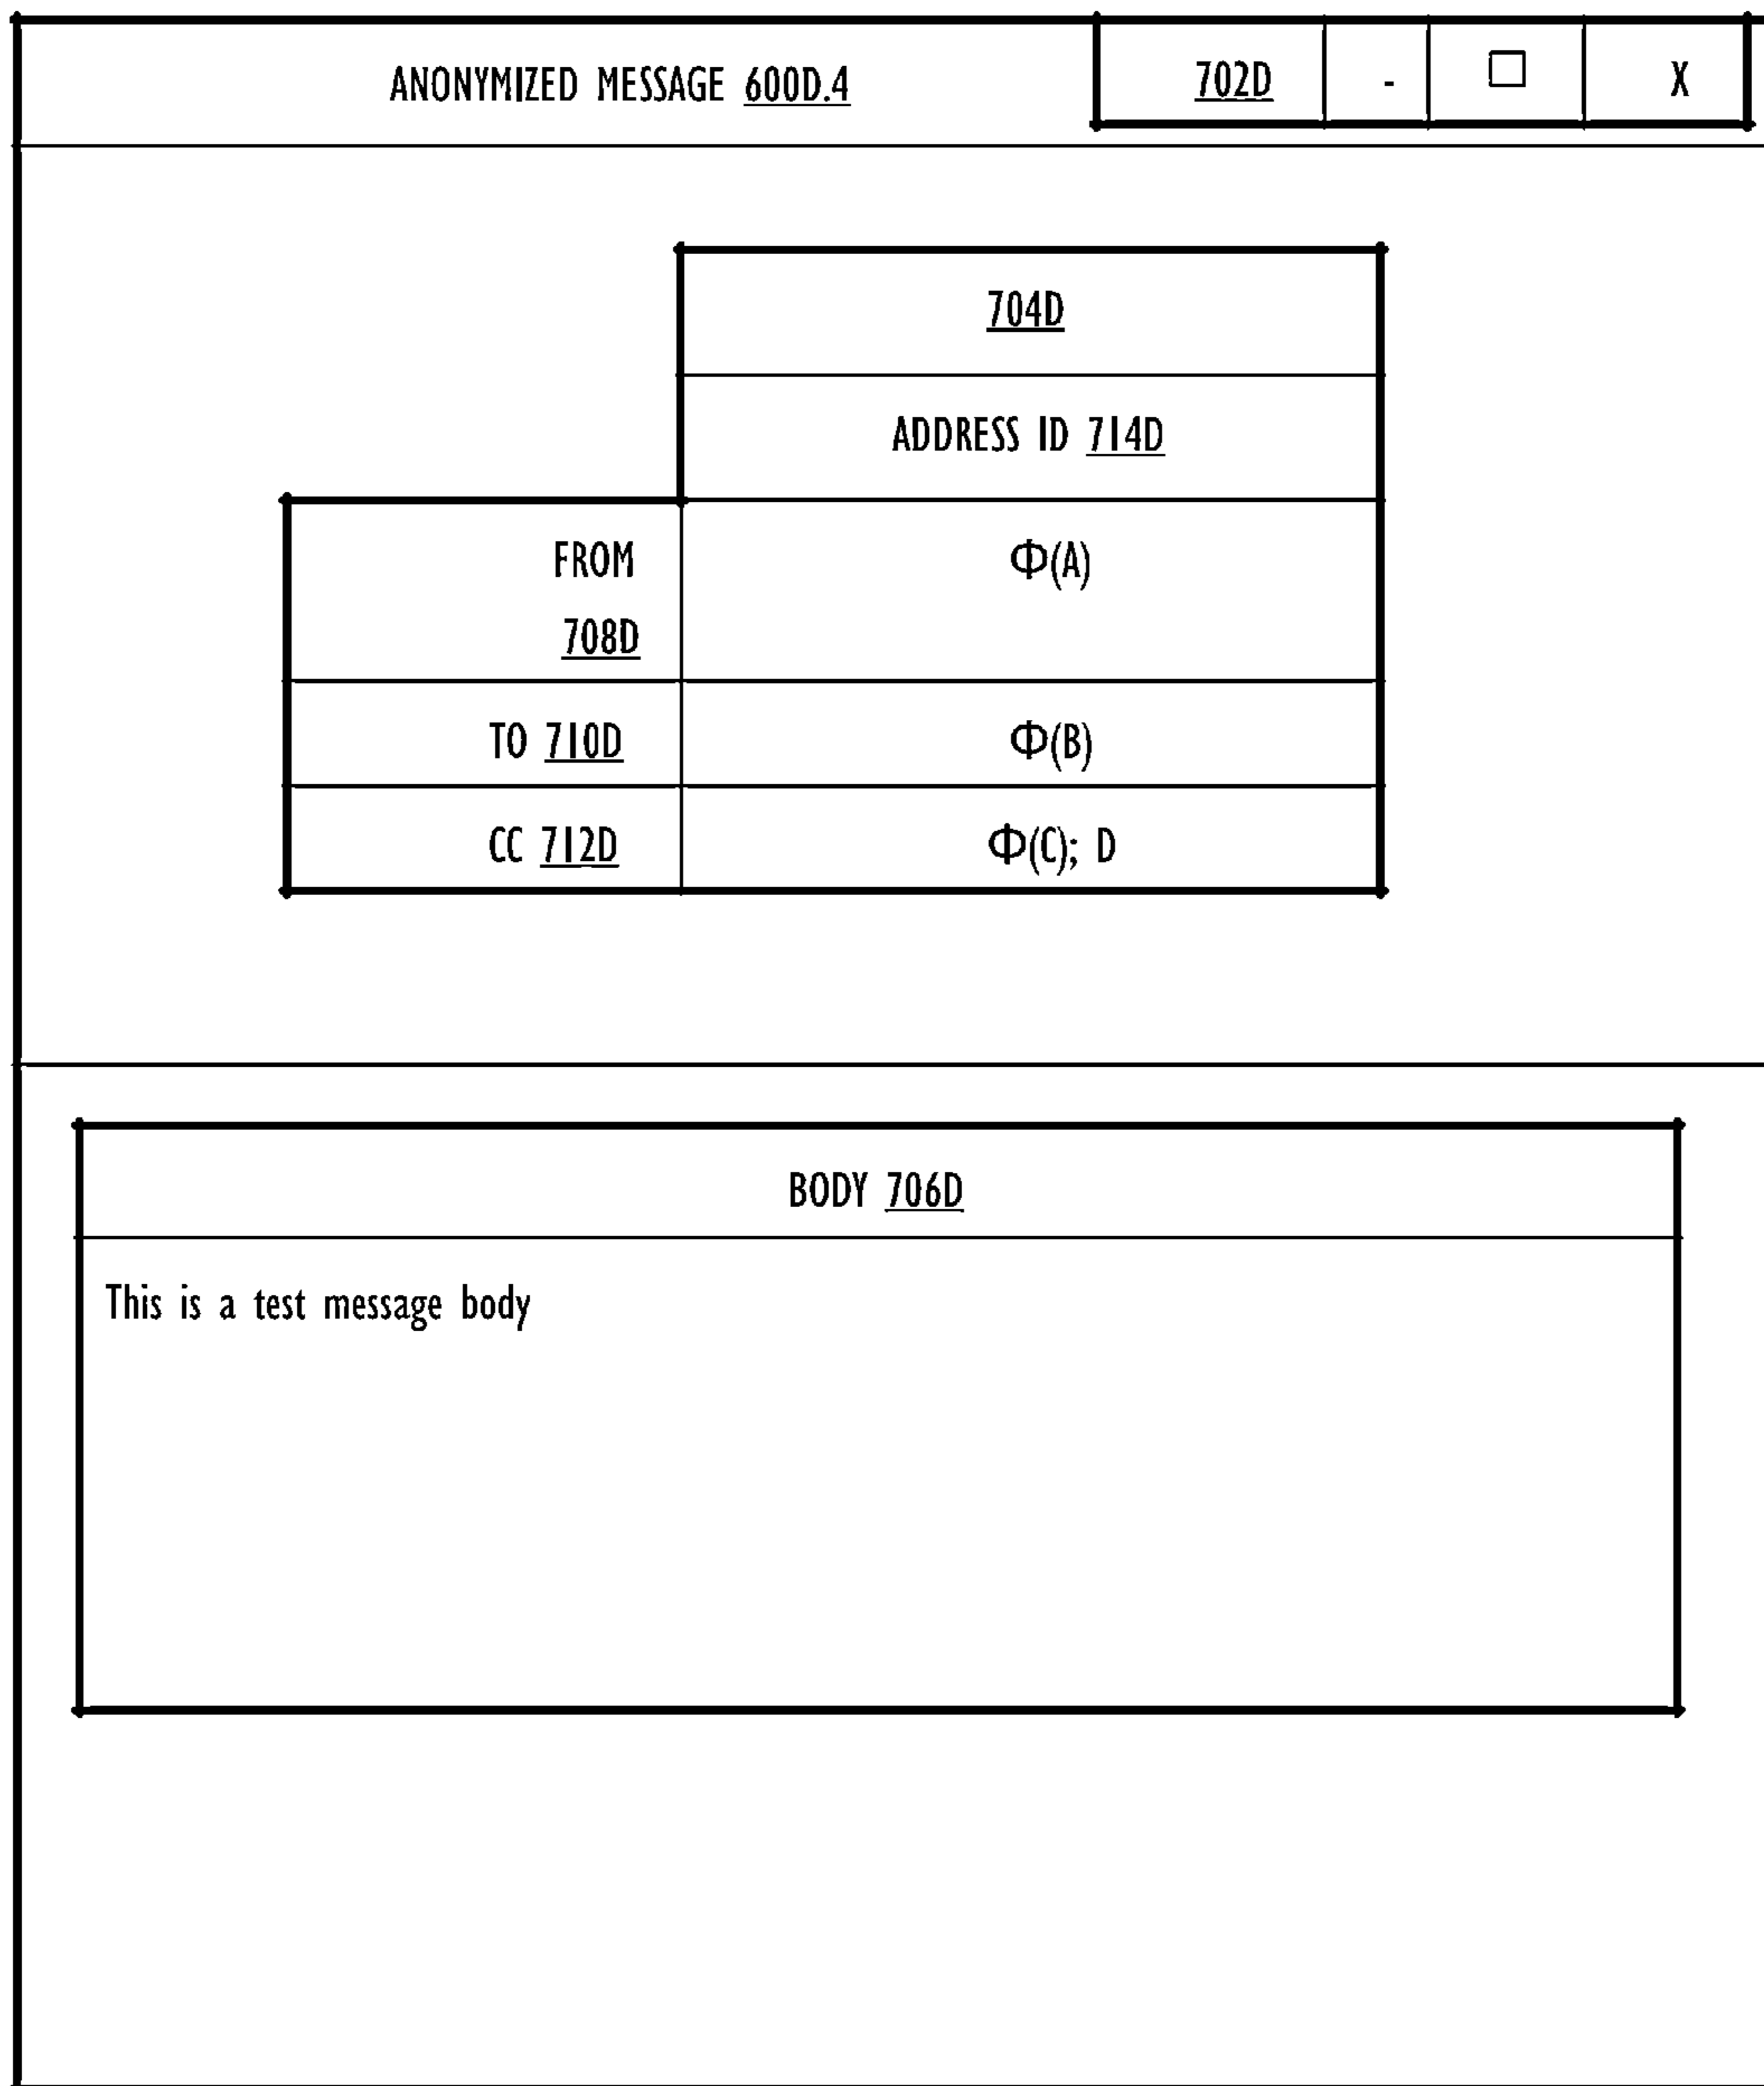 ANONYMIZED MESSAGE 600D.4
702D - □ X
704D
ADDRESS ID 714D
FROM Φ(A)
708D
TO 710D Φ(B)
CC 712D Φ(C); D
BODY 706D
This is a test message body